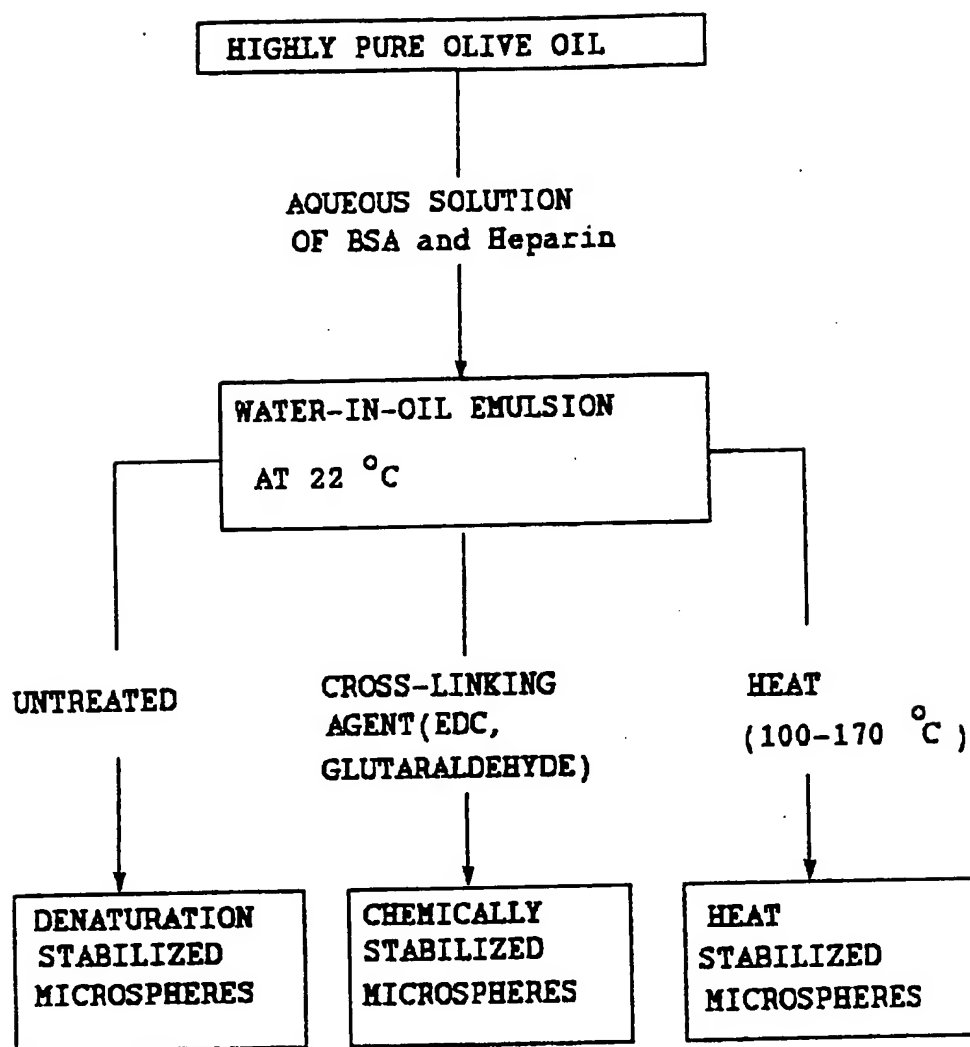 HIGHLY PURE OLIVE OIL
AQUEOUS SOLUTION
OF BSA and Heparin
WATER-IN-OIL EMULSION
AT 22 °C
UNTREATED
CROSS-LINKING
AGENT(EDC,
GLUTARALDEHYDE)
HEAT
(100-170 °C)
DENATURATION
STABILIZED
MICROSPHERES
CHEMICALLY
STABILIZED
MICROSPHERES
HEAT
STABILIZED
MICROSPHERES